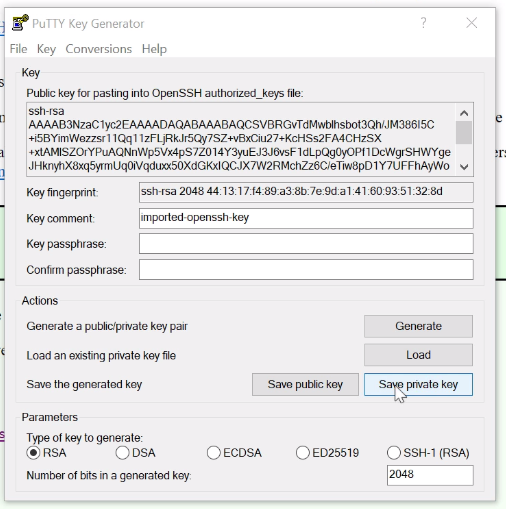 PuTTY Key Generator
File Key Conversions Help
Key
Public key for pasting into OpenSSH authorized_keys file:
ssh-rsa
AAAAB3NzaC1yc2EAAAADAQABAAABAQCSVBRGvTdMwblhsbot3Qh/JM386I5C
+i5BYimWezzsr11Qq11zFLjRkJr5Qy7SZ+vBxCiu27+KcHSs2FA4CHzSX
+xtAMISZOrYPuAQNnWp5Vx4pS7Z014Y3yuEJ3J6vsF1dLpQg0yOPf1DcWgrSHWYge
JHknyhX8xq5yrmUq0iVqduxx50XdGKxIQCJX7W2RMchZz6C/eTiw8pD1Y7UFFhAyWo
Key fingerprint:
ssh-rsa 2048 44:13:17:f4:89:a3:8b:7e:9d:a1:41:60:93:51:32:8d
Key comment:
imported-openssh-key
Key passphrase:
Confirm passphrase:
Actions
Generate a public/private key pair
Generate
Load an existing private key file
Load
Save the generated key
Save public key
Save private key
Parameters
Type of key to generate:
RSA
DSA
ECDSA
ED25519
SSH-1 (RSA)
Number of bits in a generated key:
2048